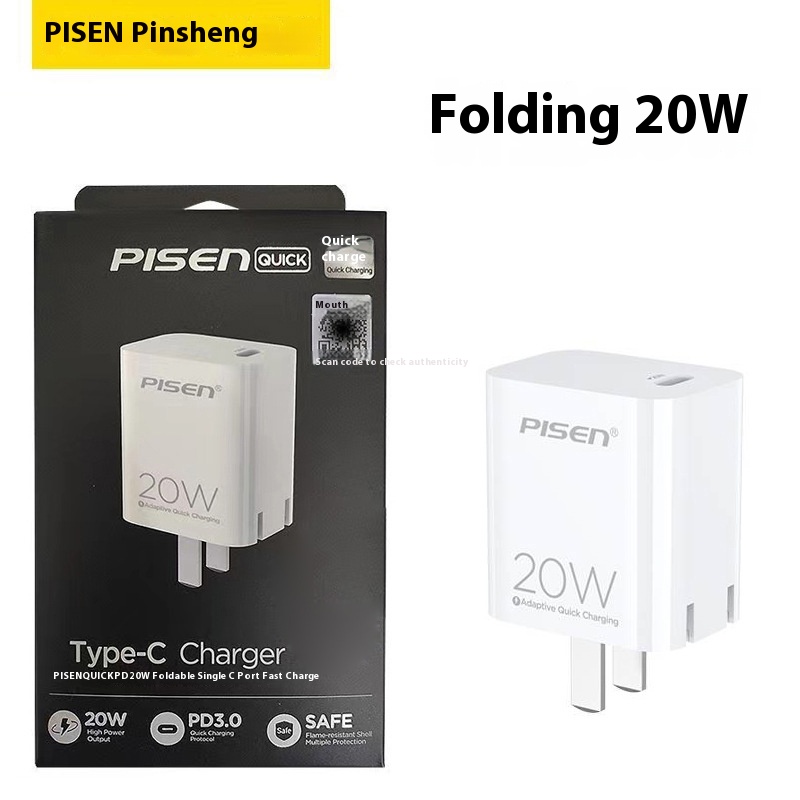 PISEN Pinsheng
Folding 20W
PISEN QUICK
Quick
charge
Quick Charging
Mouth
Scan code to check authenticity
PISEN®
20W
Adaptive Quick Charging
PISEN®
20W
Adaptive Quick Charging
Type-C Charger
PISENQUICKPD20W Foldable Single C Port Fast Charge
20W
High Power
Output
PD3.0
Quick Charging
Protocol
Safe
SAFE
Flame-resistant Shell
Multiple Protection